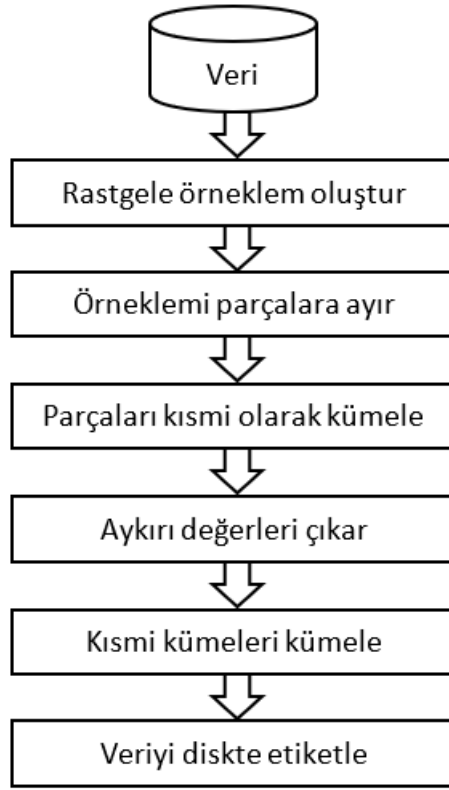 Veri
Rastgele örneklem oluştur
Örneklemi parçalara ayır
Parçaları kısmi olarak kümele
Aykırı değerleri çıkar
Kısmi kümeleri kümele
Veriyi diskte etiketle